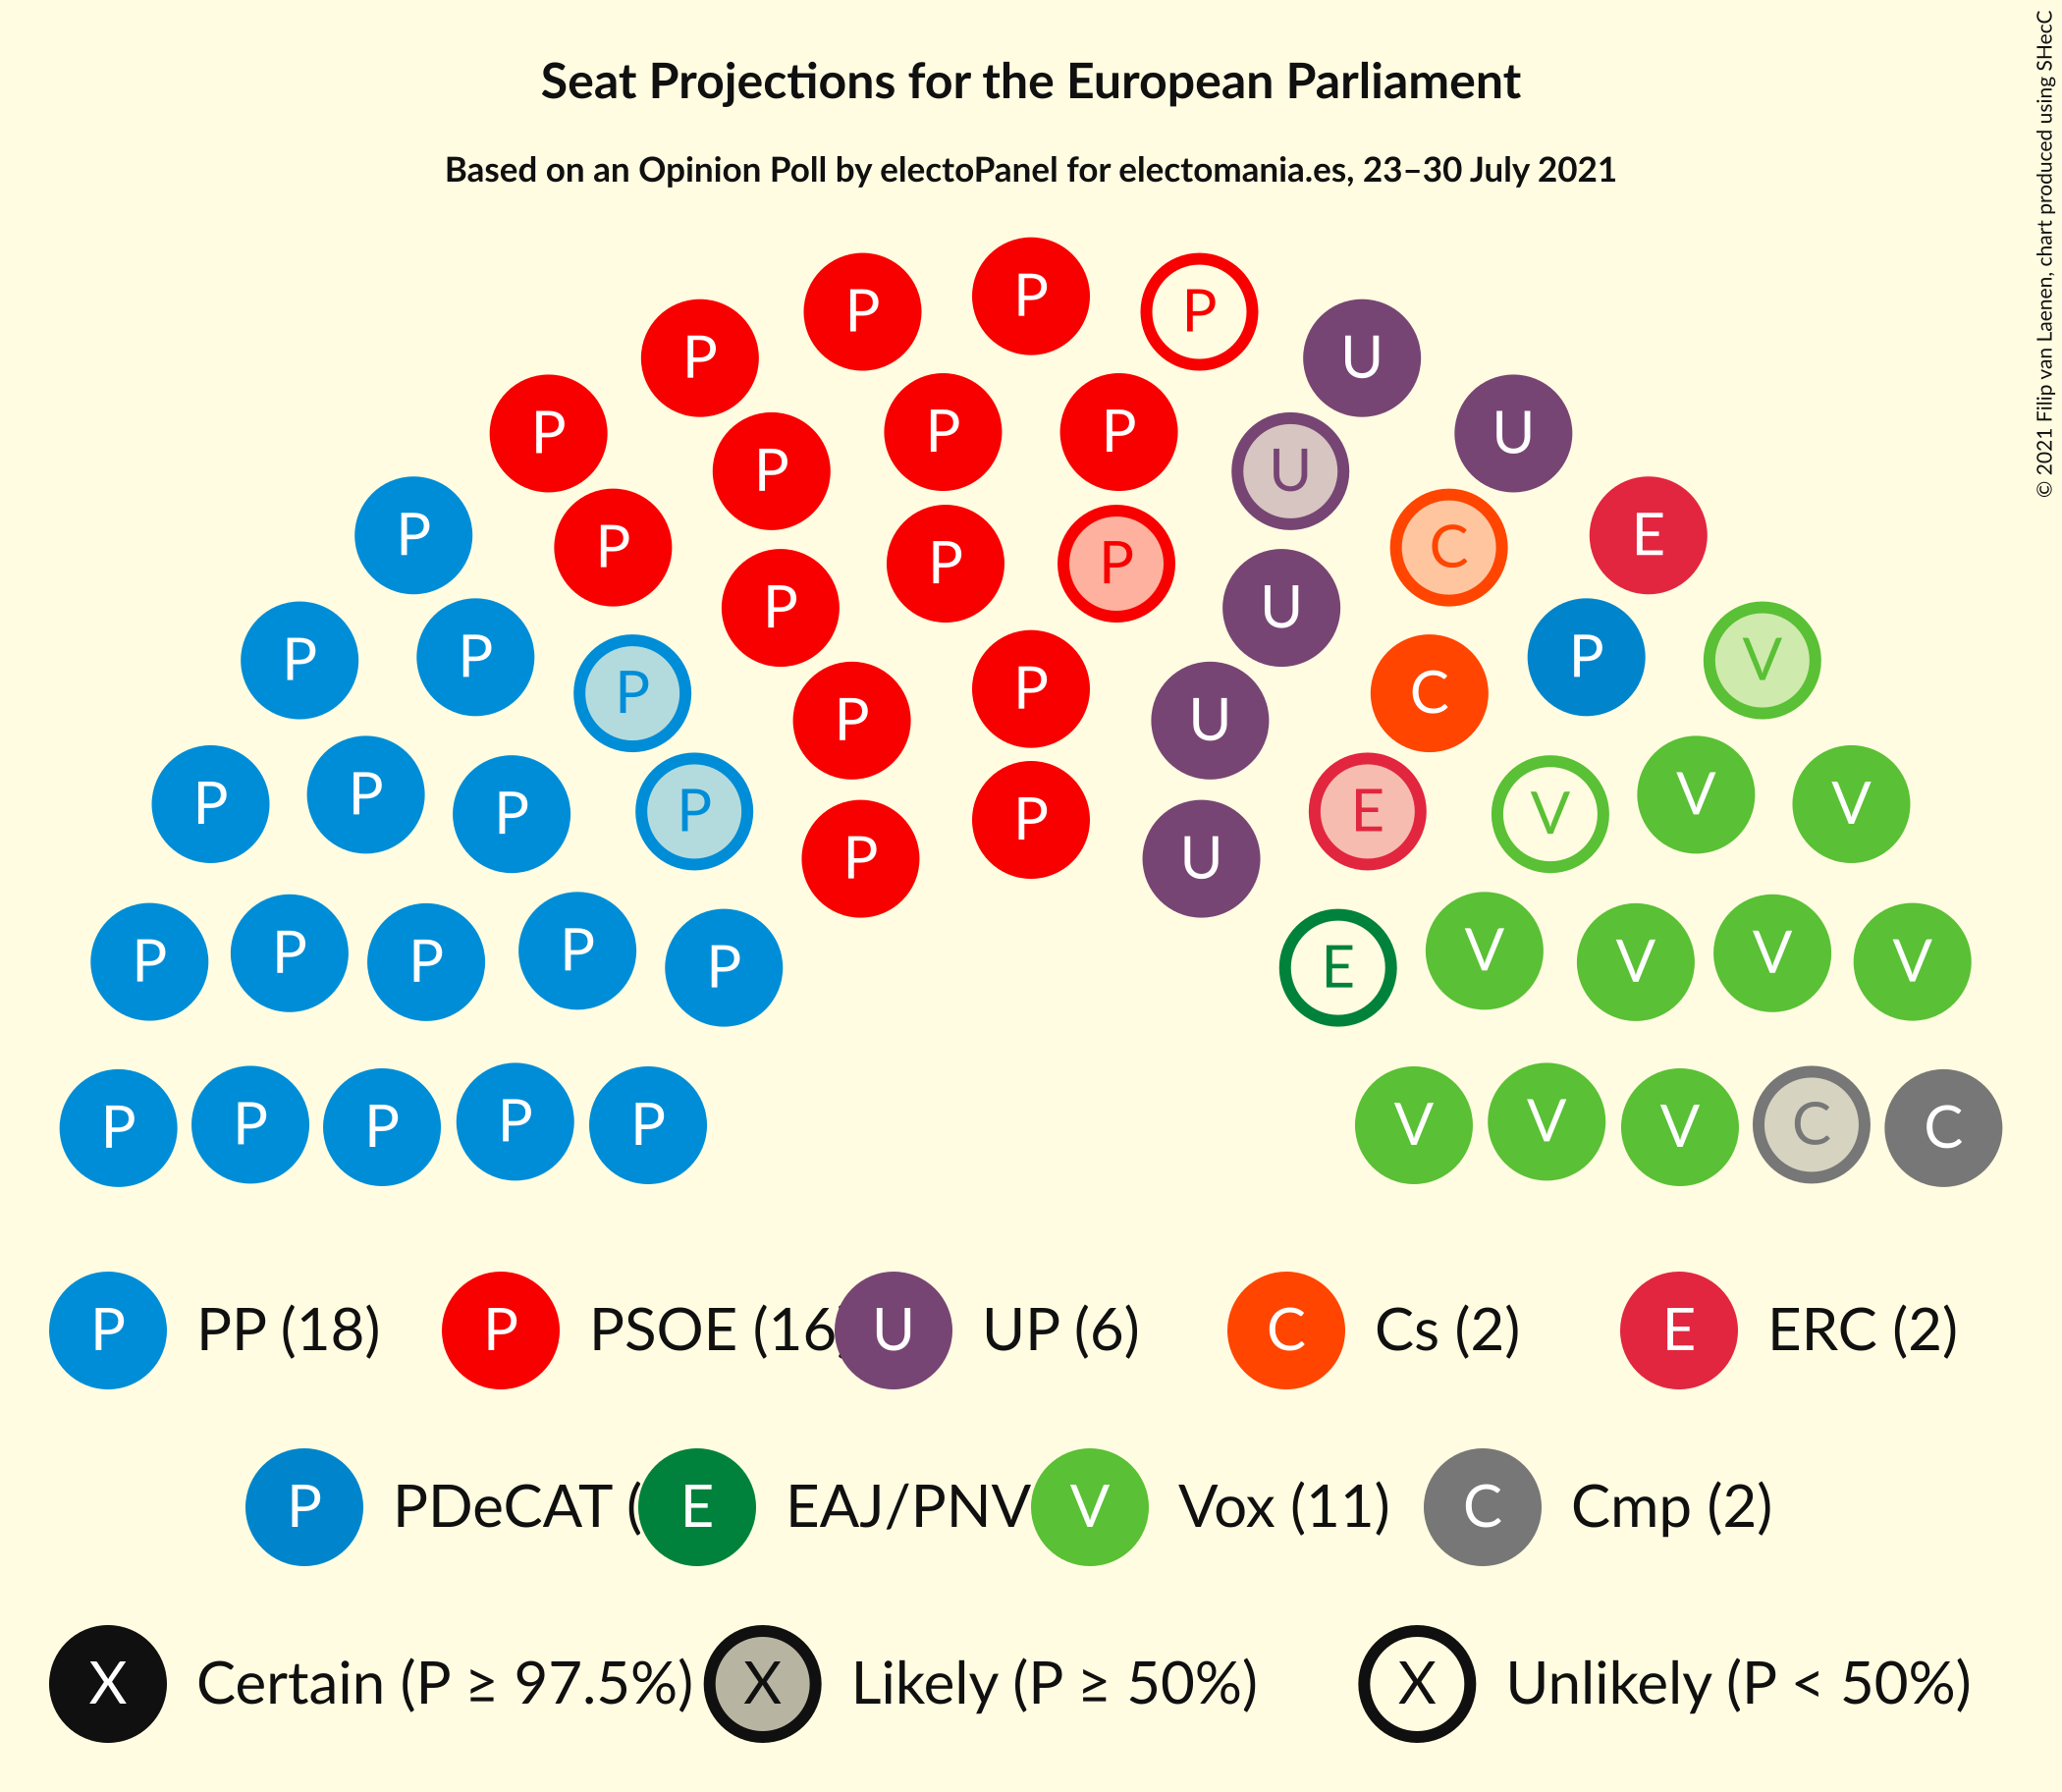 © 2021 Filip van Laenen, chart produced using SHecC
Seat Projections for the European Parliament
Based on an Opinion Poll by electoPanel for electomania.es, 23–30 July 2021
P P P
P U
P P P U
P U
P P C E
P P
P U
P P P V
P P C
P U
P P P P P E V V V
P U
P P P P P E V V V V
P P P P P V V V C C
P PP (18) P PSOE (16 U UP (6) C Cs (2) E ERC (2)
P PDeCAT ( E EAJ/PNV V Vox (11) C Cmp (2)
X Certain (P ≥ 97.5%) X Likely (P ≥ 50%) X Unlikely (P < 50%)